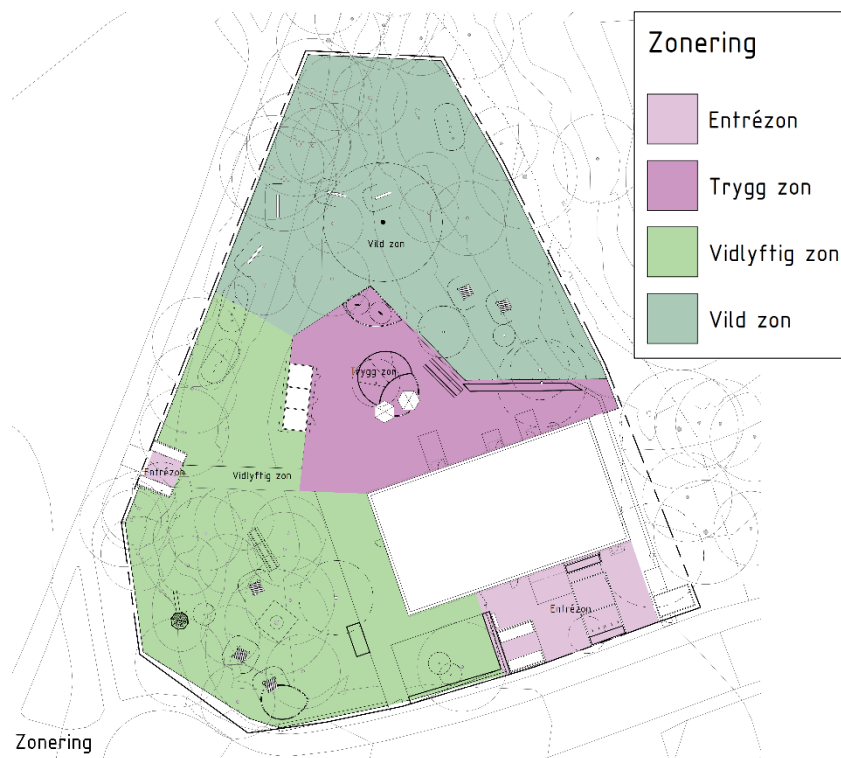 Zonering
Entrézon
Trygg zon
Vidlyftig zon
Vild zon
Vild zon
Trygg zon
Entrézon
Vidlyftig zon
Entrézon
Zonering